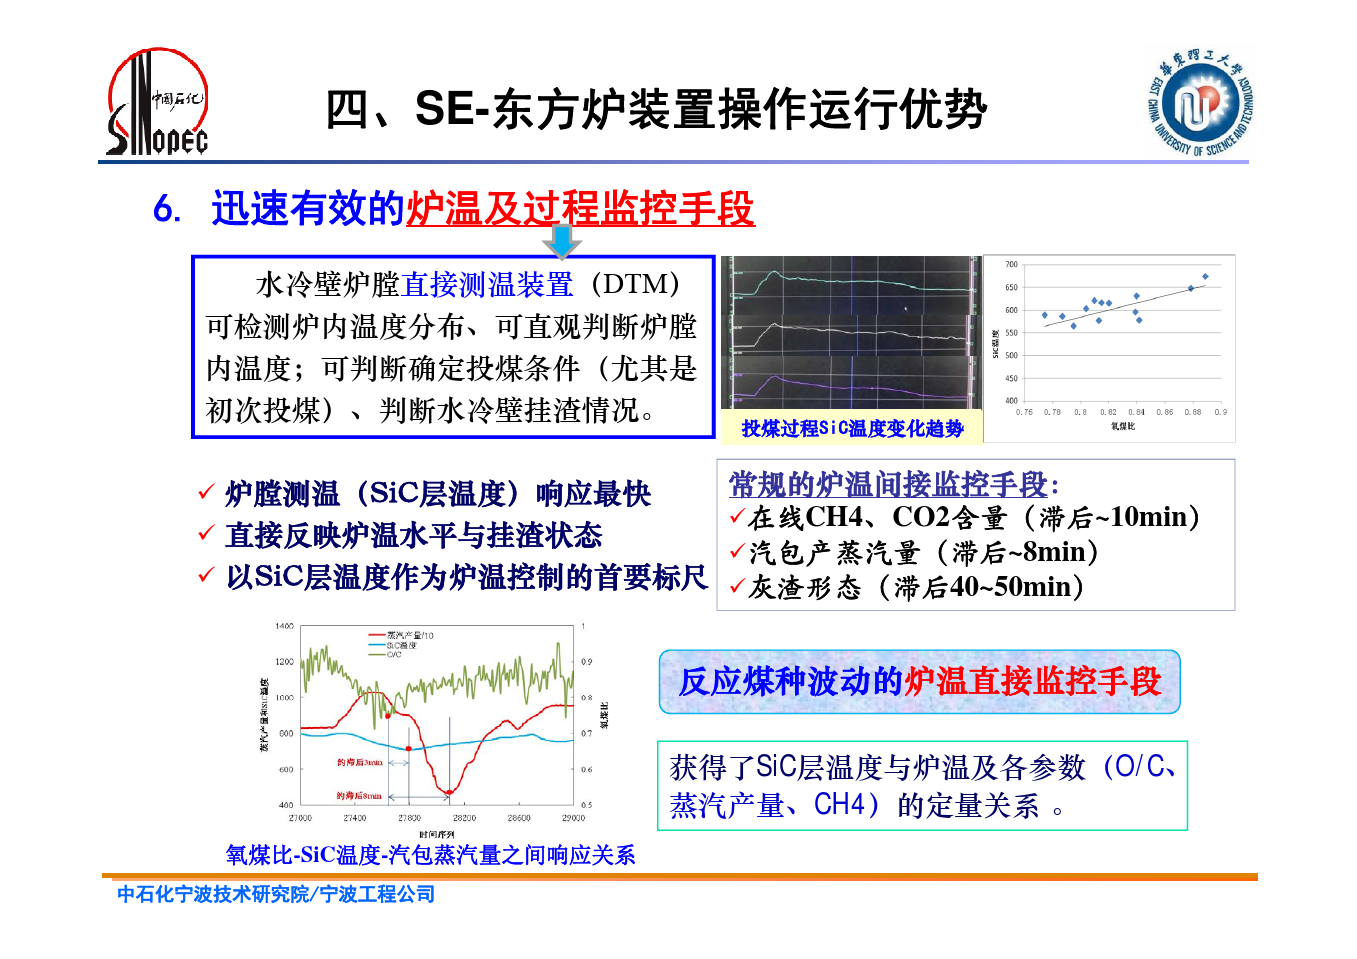 中国石化
SINOPEC
四、SE-东方炉装置操作运行优势
华东理工大学
EAST CHINA UNIVERSITY OF SCIENCE AND TECHNOLOGY
6. 迅速有效的炉温及过程监控手段
水冷壁炉膛直接测温装置（DTM）
可检测炉内温度分布、可直观判断炉膛
内温度；可判断确定投煤条件（尤其是
初次投煤）、判断水冷壁挂渣情况。
投煤过程SiC温度变化趋势
700
650
600
550
500
450
400
SiC温度
0.76 0.78 0.8 0.82 0.84 0.86 0.88 0.9
氧煤比
✓ 炉膛测温（SiC层温度）响应最快
✓ 直接反映炉温水平与挂渣状态
✓ 以SiC层温度作为炉温控制的首要标尺
常规的炉温间接监控手段：
✓在线CH4、CO2含量（滞后~10min）
✓汽包产蒸汽量（滞后~8min）
✓灰渣形态（滞后40~50min）
蒸汽产量/10
SiC温度
O/C
1400
1200
1000
800
600
400
蒸汽产量和SiC温度
1
0.9
0.8
0.7
0.6
0.5
氧煤比
约滞后3min
约滞后8min
27000 27400 27800 28200 28600 29000
时间序列
氧煤比-SiC温度-汽包蒸汽量之间响应关系
反应煤种波动的炉温直接监控手段
获得了SiC层温度与炉温及各参数（O/C、
蒸汽产量、CH4）的定量关系 。
中石化宁波技术研究院/宁波工程公司